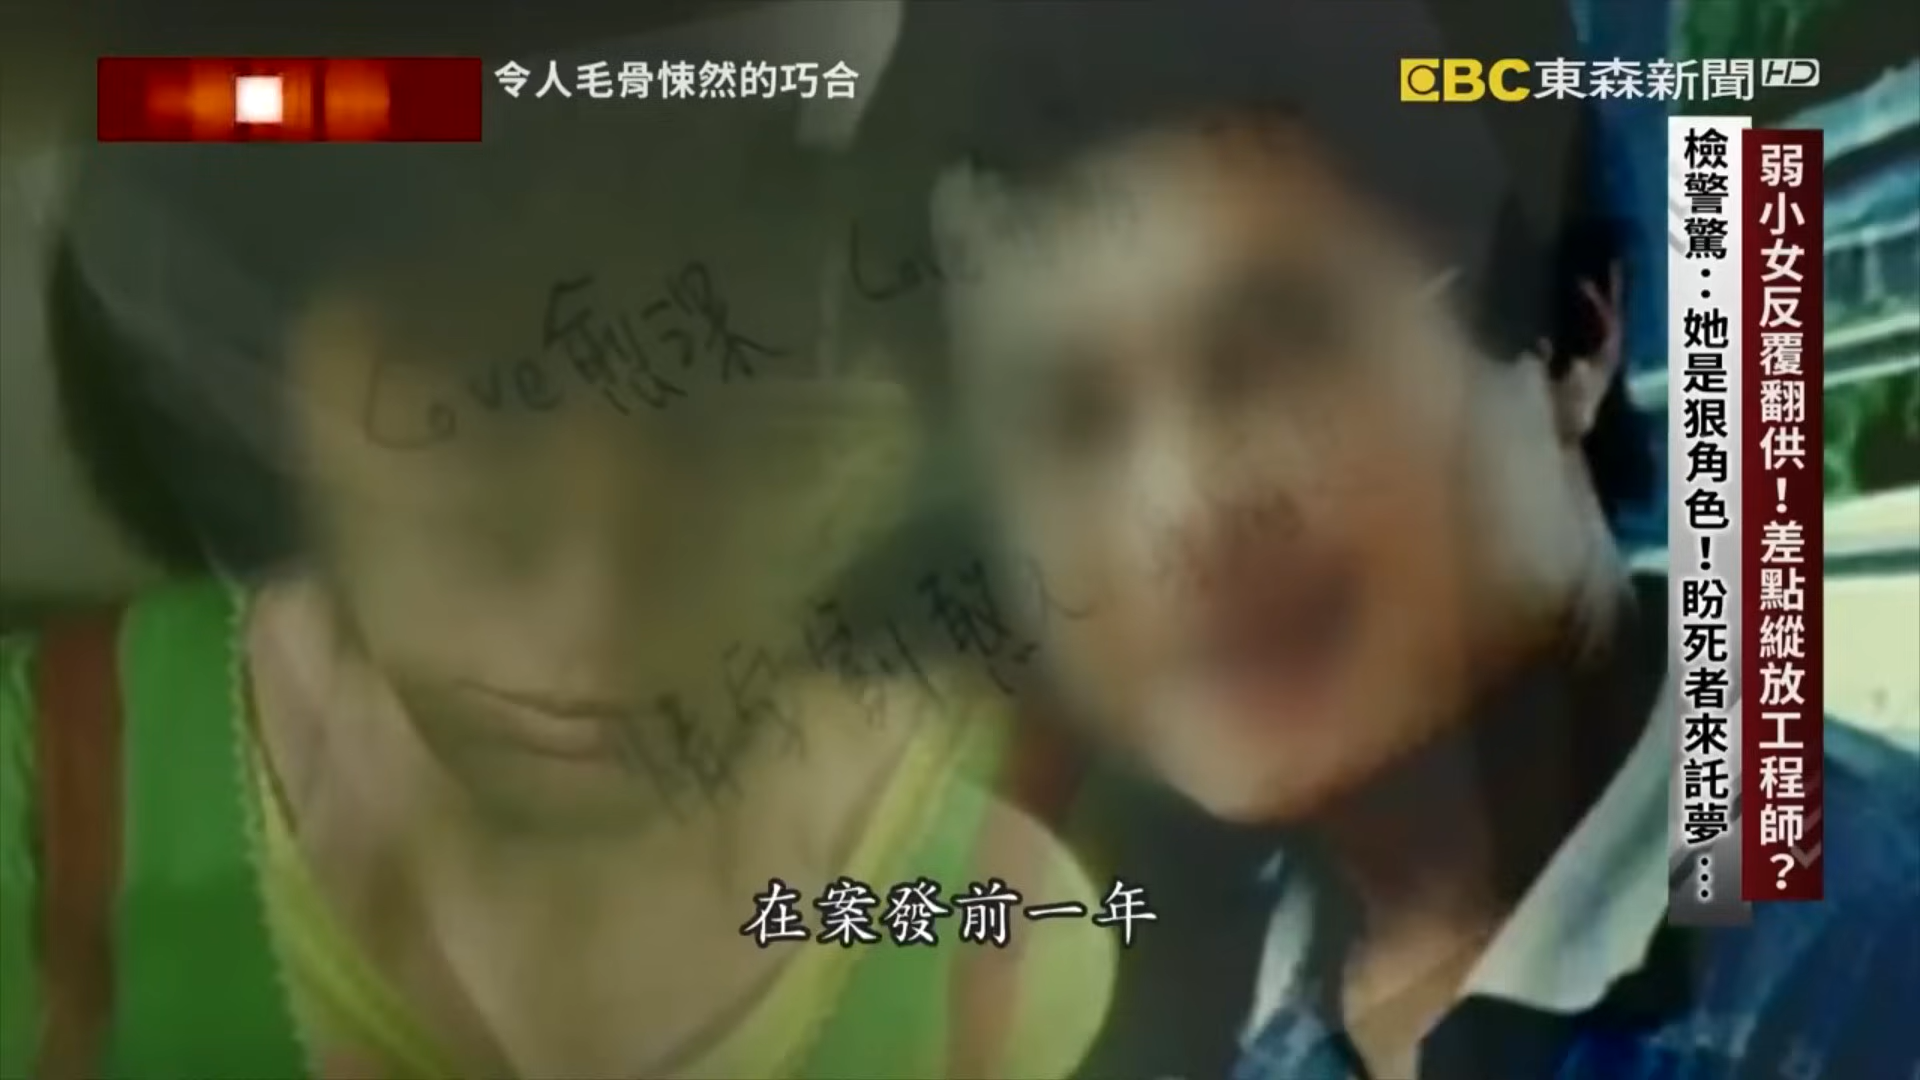 令人毛骨悚然的巧合
EBC東森新聞HD
弱小女反覆翻供！差點縱放工程師？
檢警驚：她是狠角色！盼死者來託夢…
Love
Love
在案發前一年